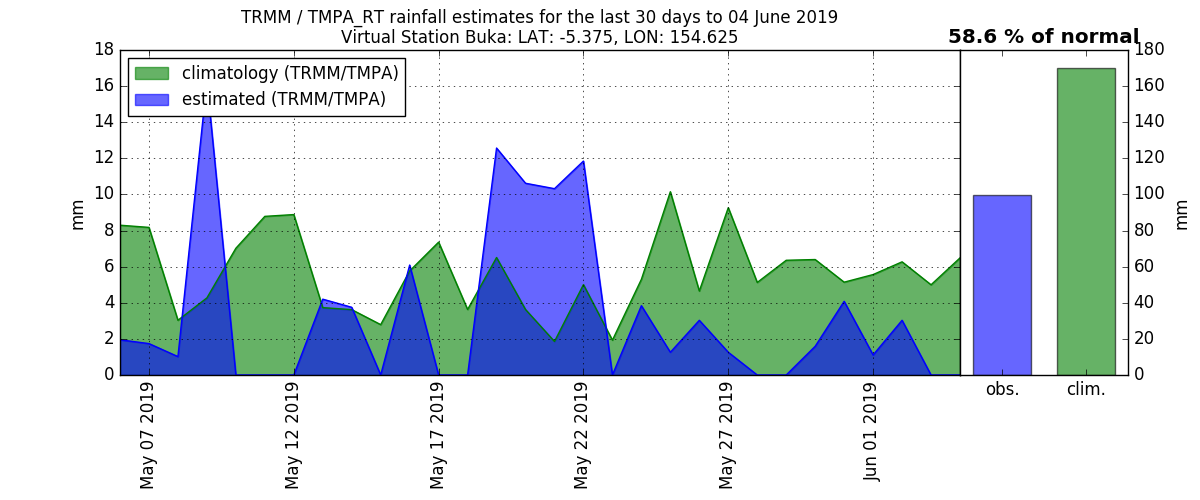 TRMM / TMPA_RT rainfall estimates for the last 30 days to 04 June 2019
Virtual Station Buka: LAT: -5.375, LON: 154.625
58.6 % of normal
climatology (TRMM/TMPA)
estimated (TRMM/TMPA)
18
16
14
12
10
8
6
4
2
0
mm
May 07 2019
May 12 2019
May 17 2019
May 22 2019
May 27 2019
Jun 01 2019
180
160
140
120
100
80
60
40
20
0
mm
obs.
clim.